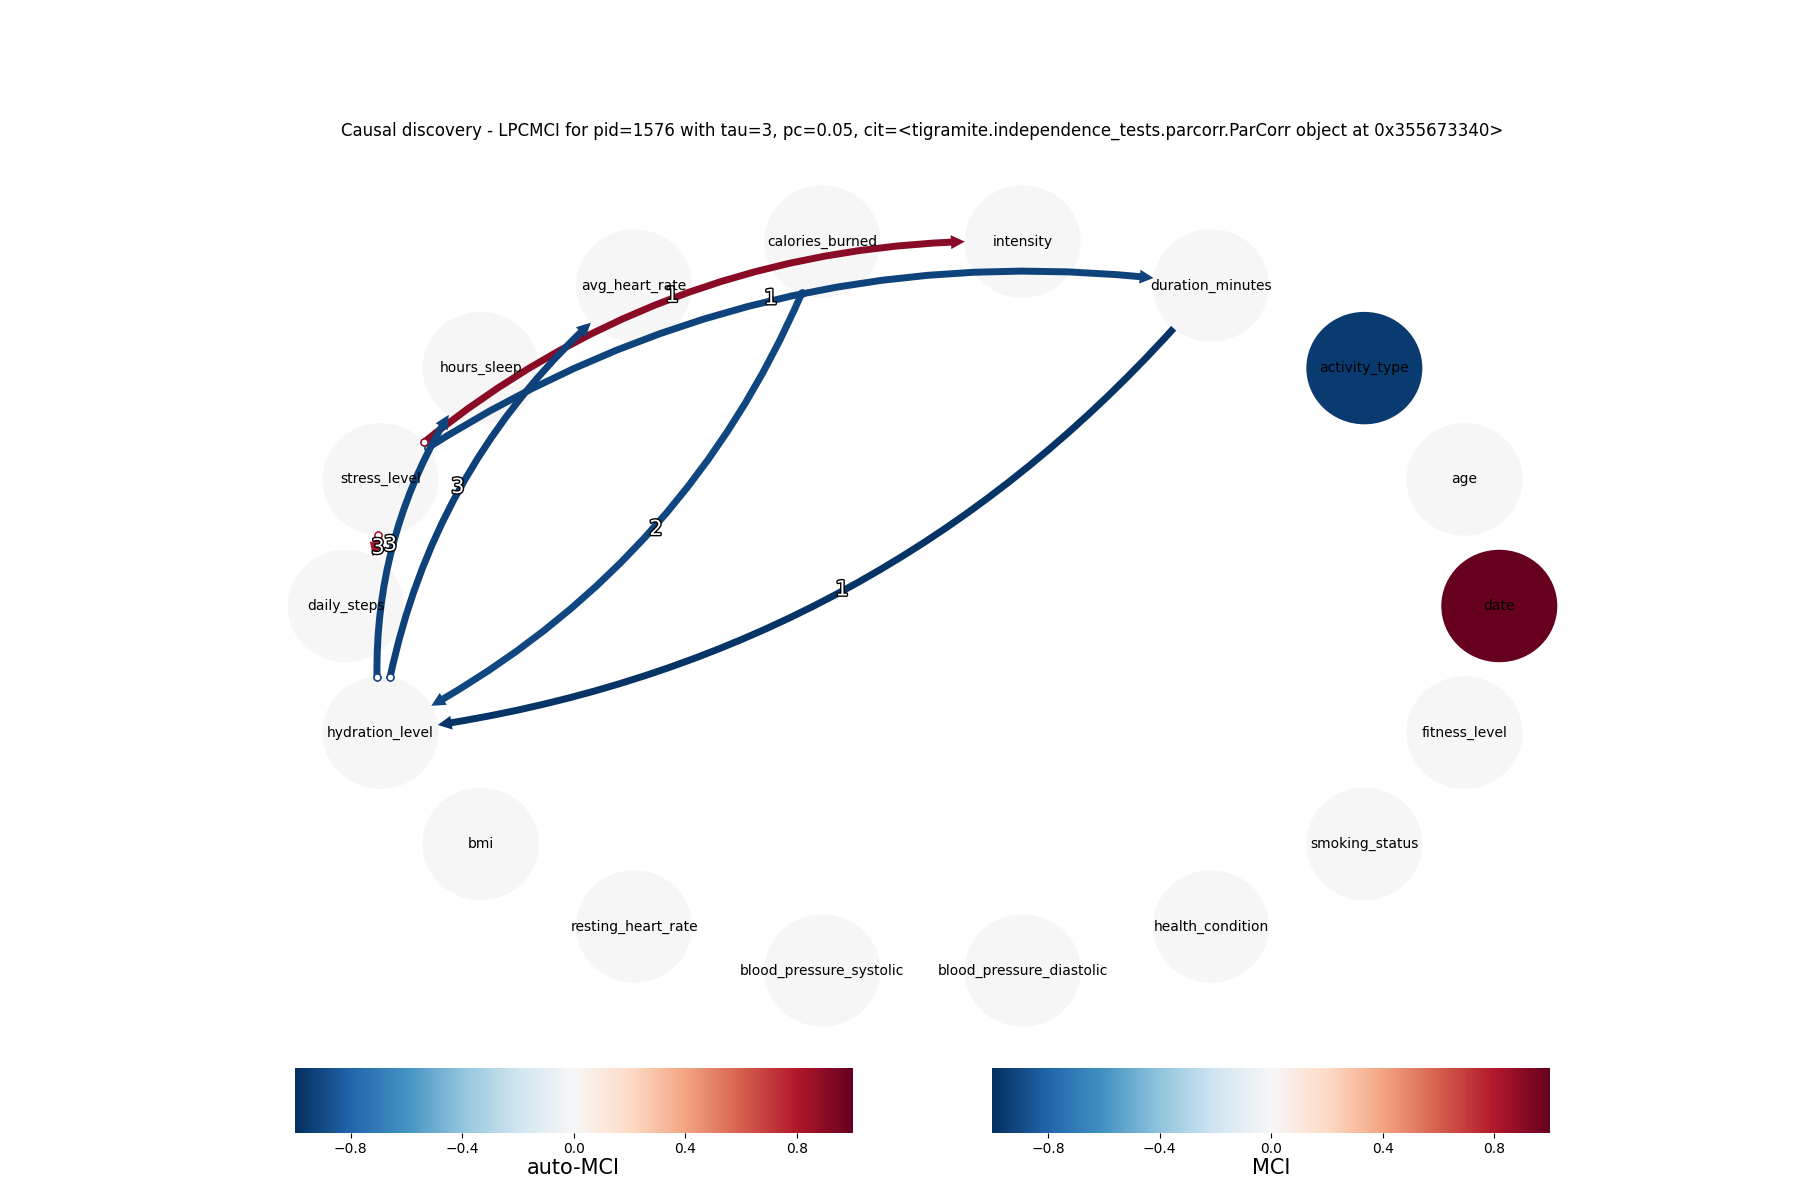 Causal discovery - LPCMCI for pid=1576 with tau=3, pc=0.05, cit=<tigramite.independence_tests.parcorr.ParCorr object at 0x355673340>
calories_burned
intensity
avg_heart_rate
duration_minutes
1
1
hours_sleep
activity_type
stress_level
age
3
2
3
3
1
daily_steps
date
hydration_level
fitness_level
bmi
smoking_status
resting_heart_rate
health_condition
blood_pressure_systolic
blood_pressure_diastolic
−0.8
−0.4
0.0
0.4
0.8
auto-MCI
−0.8
−0.4
0.0
0.4
0.8
MCI